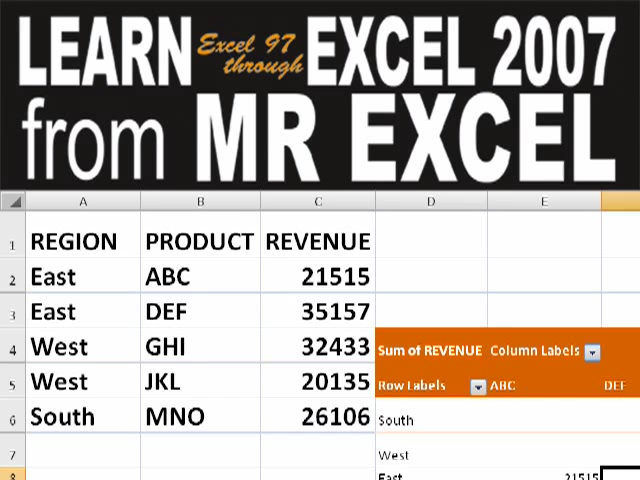 LEARN Excel 97 through EXCEL 2007
from MR EXCEL
A B C D E
1 REGION PRODUCT REVENUE
2 East ABC 21515
3 East DEF 35157
4 West GHI 32433 Sum of REVENUE Column Labels
5 West JKL 20135 Row Labels ABC DEF
6 South MNO 26106 South
7 West
8 East 21515